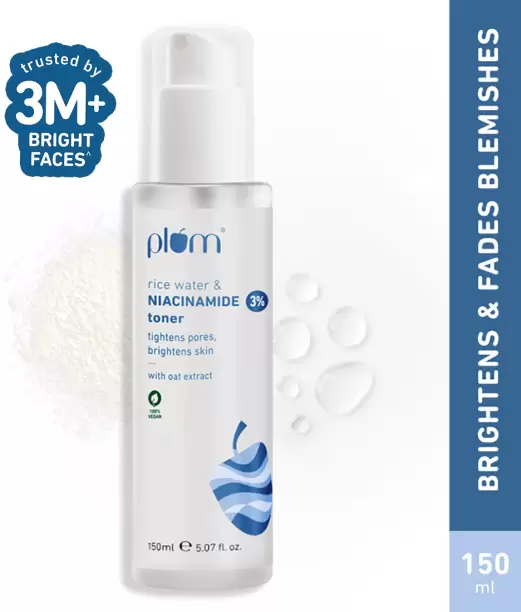 trusted by
3M+
BRIGHT
FACES^
plum®
rice water &
NIACINAMIDE 3%
toner
tightens pores,
brightens skin
with oat extract
100%
VEGAN
150ml ℮ 5.07 fl. oz.
BRIGHTENS & FADES BLEMISHES
150
ml